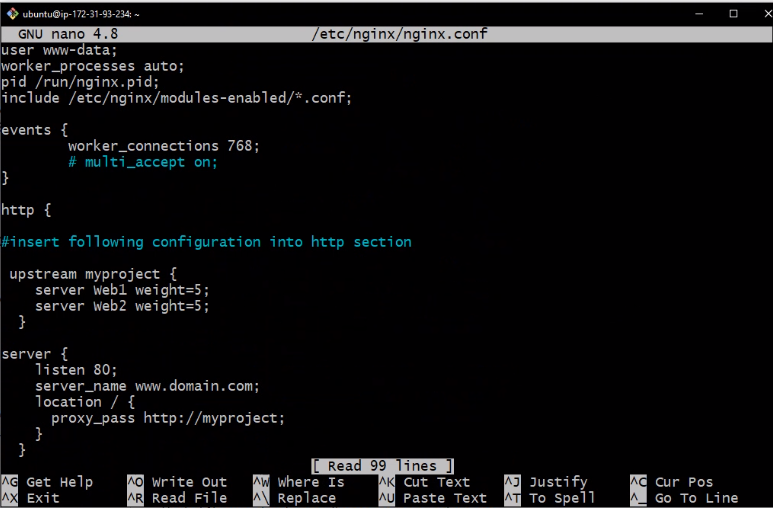 ubuntu@ip-172-31-93-234: ~
GNU nano 4.8 /etc/nginx/nginx.conf
user www-data;
worker_processes auto;
pid /run/nginx.pid;
include /etc/nginx/modules-enabled/*.conf;
events {
worker_connections 768;
# multi_accept on;
}
http {
#insert following configuration into http section
upstream myproject {
server Web1 weight=5;
server Web2 weight=5;
}
server {
listen 80;
server_name www.domain.com;
location / {
proxy_pass http://myproject;
}
}
[ Read 99 lines ]
^G Get Help ^O Write Out ^W Where Is ^K Cut Text ^J Justify ^C Cur Pos
^X Exit ^R Read File ^\ Replace ^U Paste Text ^T To Spell ^_ Go To Line